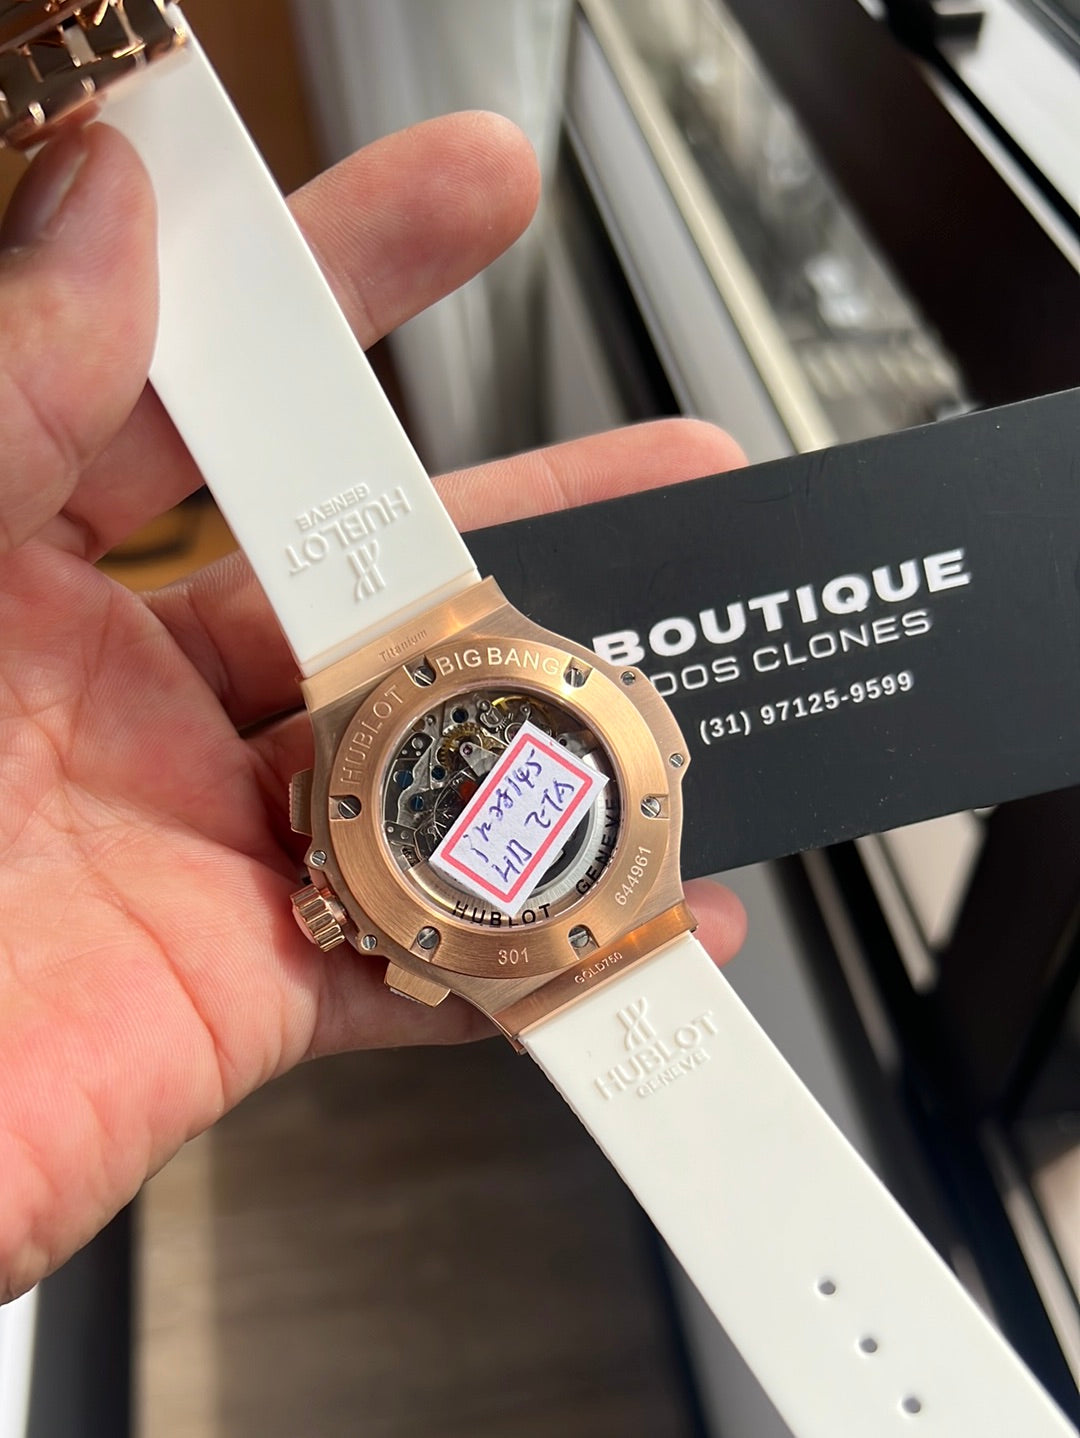 HUBLOT
GENEVE
Titanium
HUBLOT BIG BANG
HUBLOT GENEVE
644961
301
GOLD750
HUBLOT
GENEVE
BOUTIQUE
DOS CLONES
(31) 97125-9599